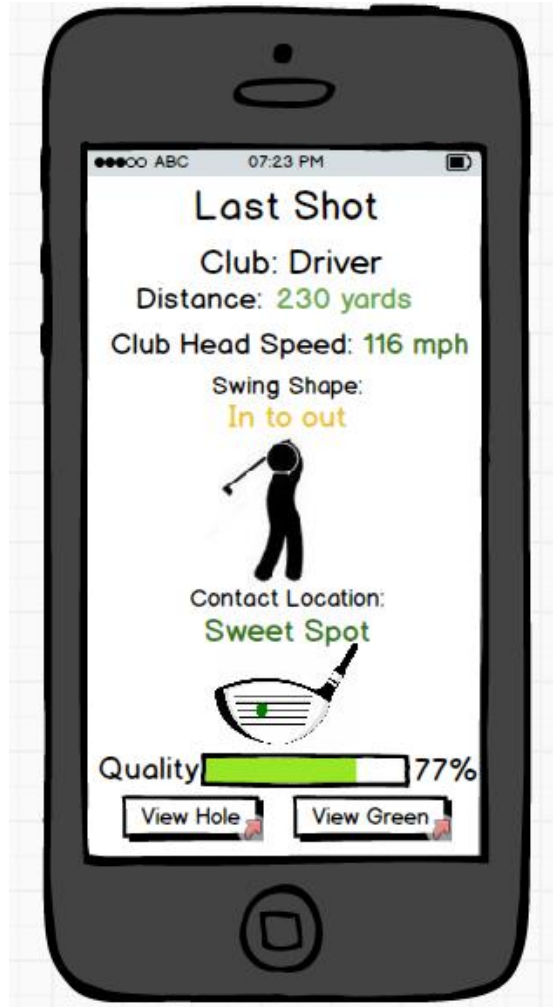 ABC 07:23 PM
Last Shot
Club: Driver
Distance: 230 yards
Club Head Speed: 116 mph
Swing Shape:
In to out
Contact Location:
Sweet Spot
Quality 77%
View Hole View Green